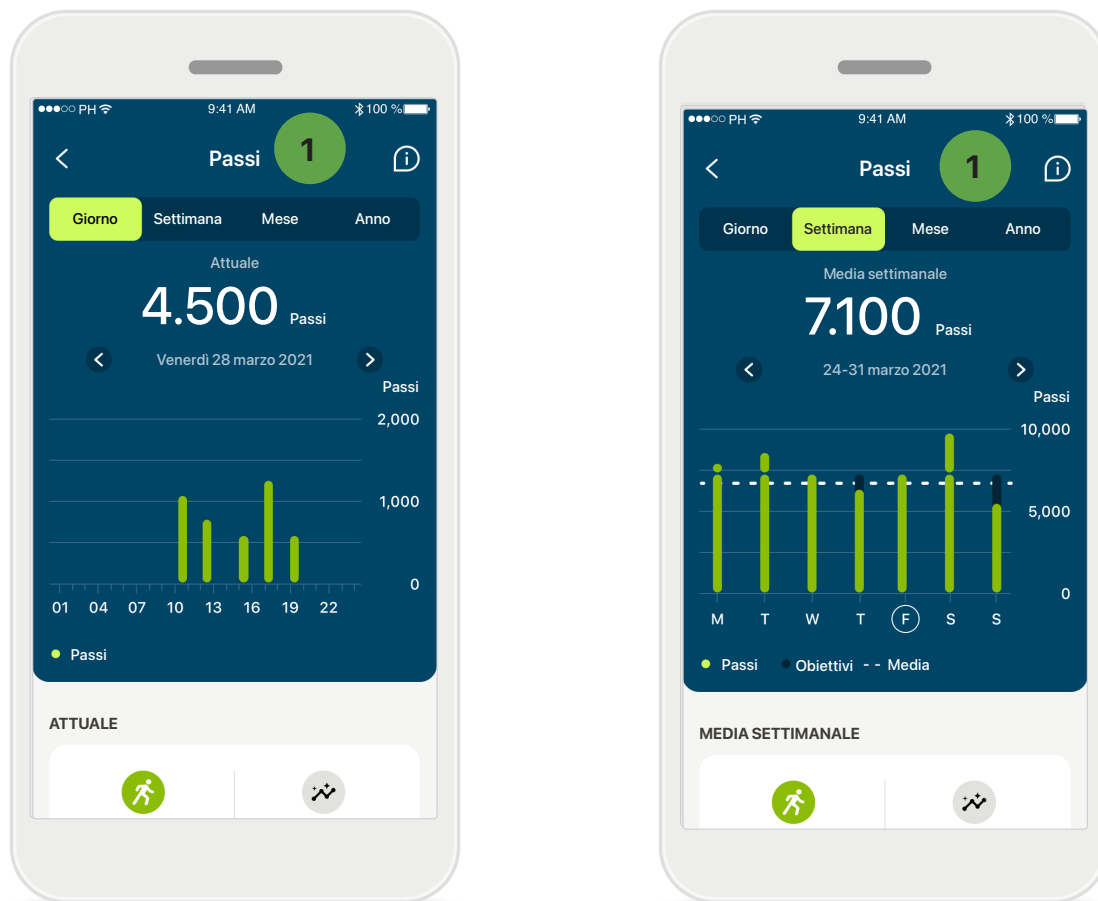 PH 9:41 AM 100 %
Passi 1
Giorno Settimana Mese Anno
Attuale
4.500 Passi
Venerdì 28 marzo 2021
Passi
2,000
1,000
0
01 04 07 10 13 16 19 22
Passi
ATTUALE
PH 9:41 AM 100 %
Passi 1
Giorno Settimana Mese Anno
Media settimanale
7.100 Passi
24-31 marzo 2021
Passi
10,000
5,000
0
M T W T F S S
Passi Obiettivi - - Media
MEDIA SETTIMANALE